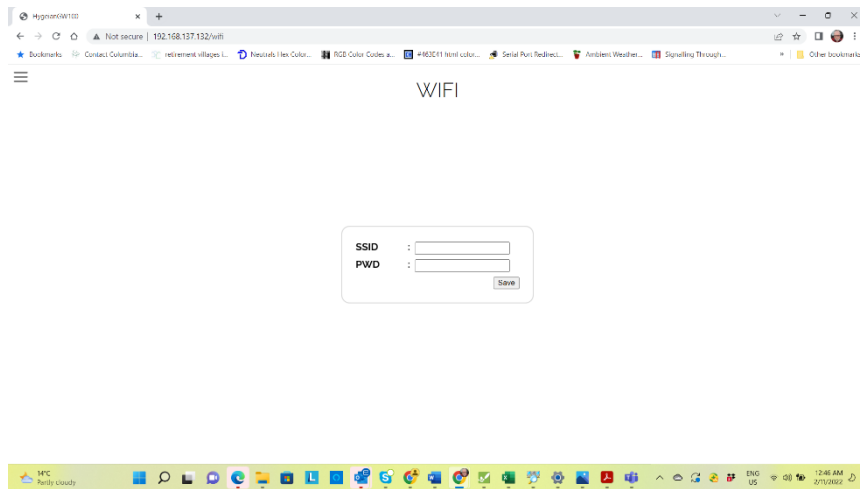 HygrionGW100
Not secure | 192.168.137.132/wifi
Bookmarks Contact Columbia... retirement villages i... Neutrals Hex Color... RGB Color Codes a... #463E41 html color... Serial Port Redirect... Ambient Weather... Signalling Through... » Other bookmarks
WIFI
SSID :
PWD :
Save
14°C
Partly cloudy
ENG
US
12:46 AM
2/11/2022